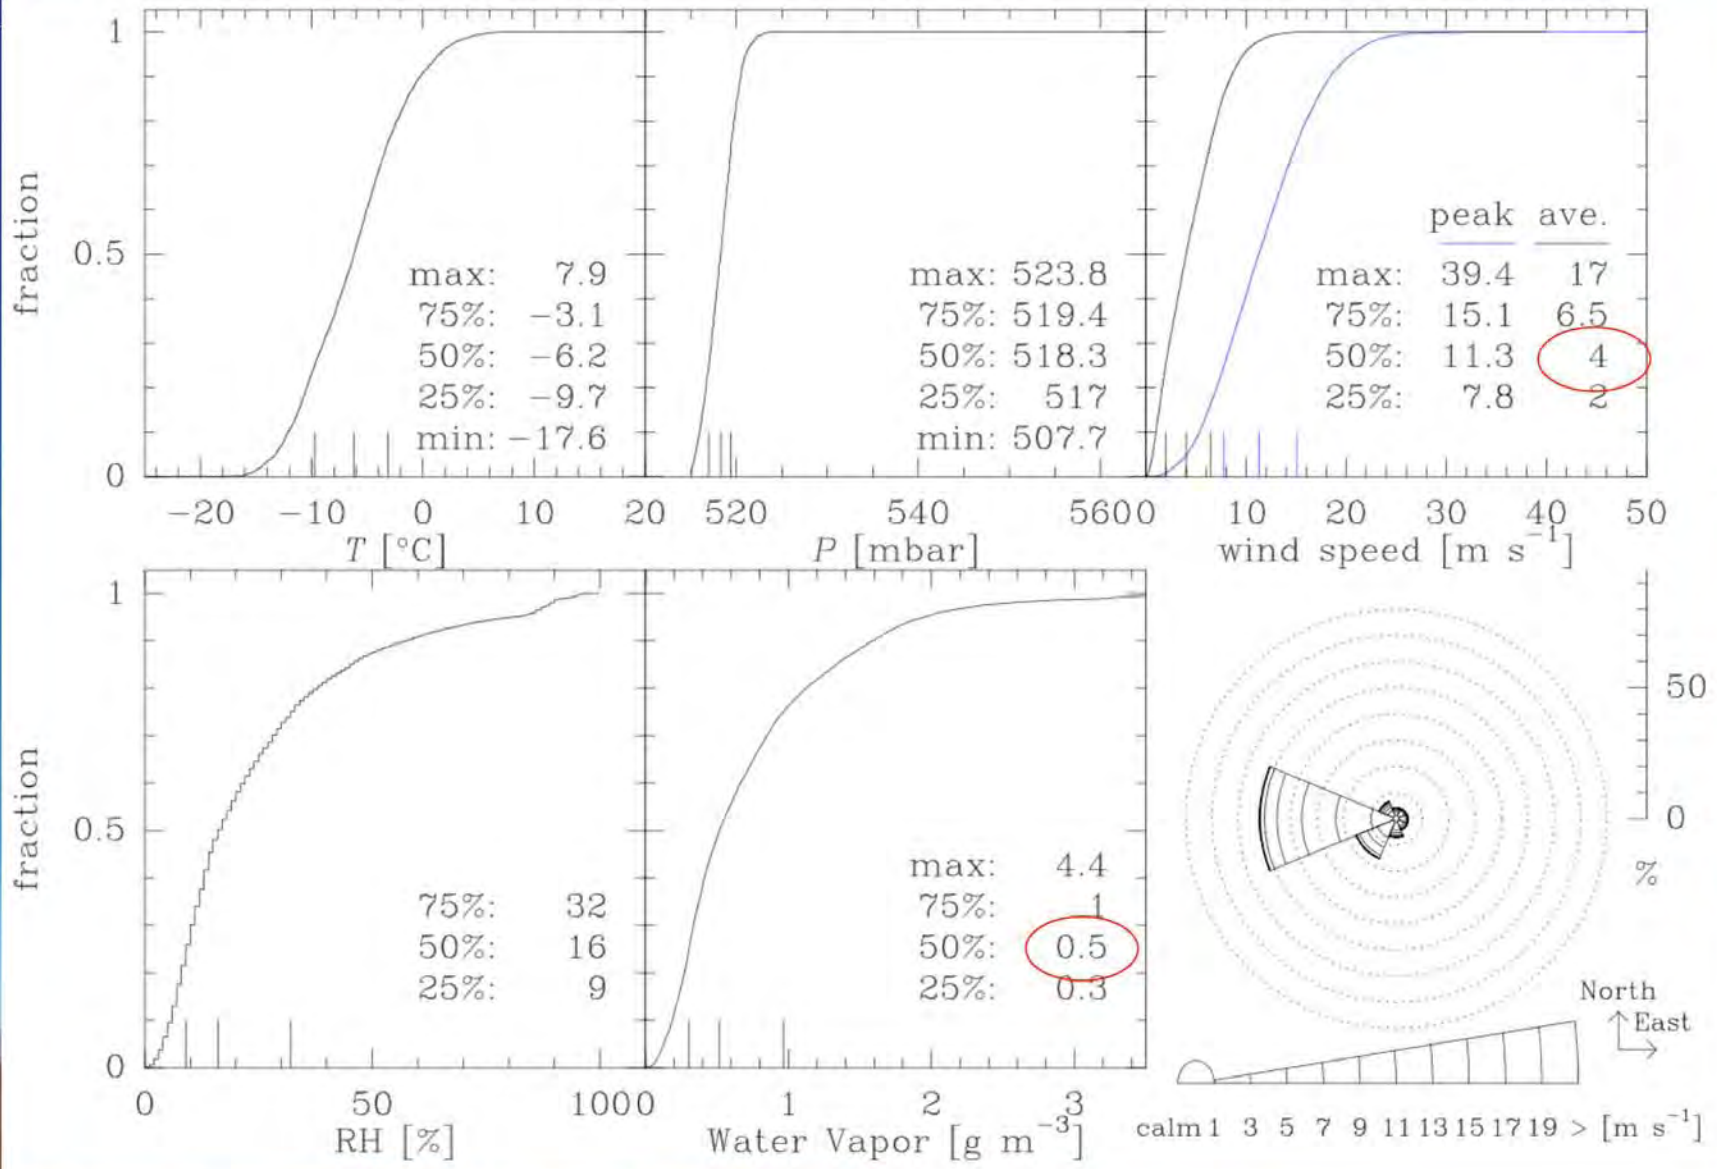 1
0.5
0
fraction
max: 7.9
75%: −3.1
50%: −6.2
25%: −9.7
min: −17.6
−20 −10 0 10 20
T [°C]
max: 523.8
75%: 519.4
50%: 518.3
25%: 517
min: 507.7
520 540 560
P [mbar]
peak ave.
max: 39.4 17
75%: 15.1 6.5
50%: 11.3 4
25%: 7.8 2
0 10 20 30 40 50
wind speed [m s⁻¹]
1
0.5
0
fraction
75%: 32
50%: 16
25%: 9
0 50 100
RH [%]
max: 4.4
75%: 1
50%: 0.5
25%: 0.3
0 1 2 3
Water Vapor [g m⁻³]
50
0
%
North
East
calm 1 3 5 7 9 11 13 15 17 19 > [m s⁻¹]